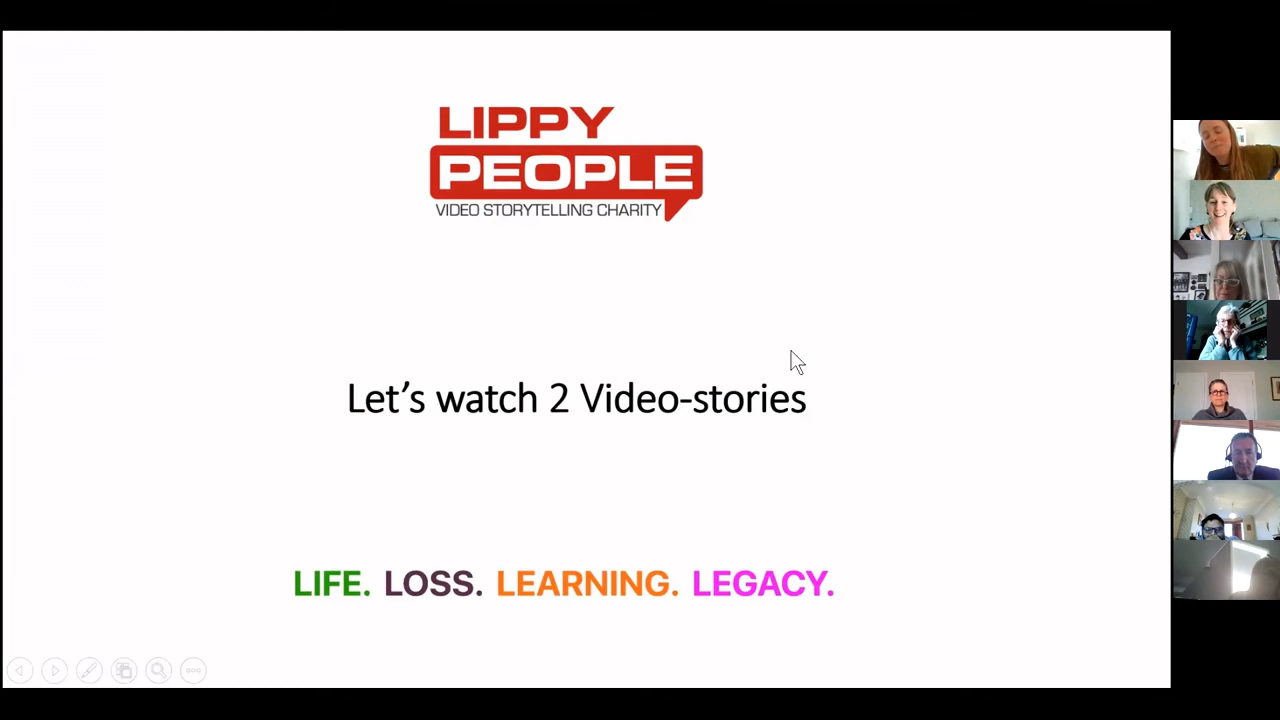 LIPPY
PEOPLE
VIDEO STORYTELLING CHARITY
Let’s watch 2 Video-stories
LIFE. LOSS. LEARNING. LEGACY.